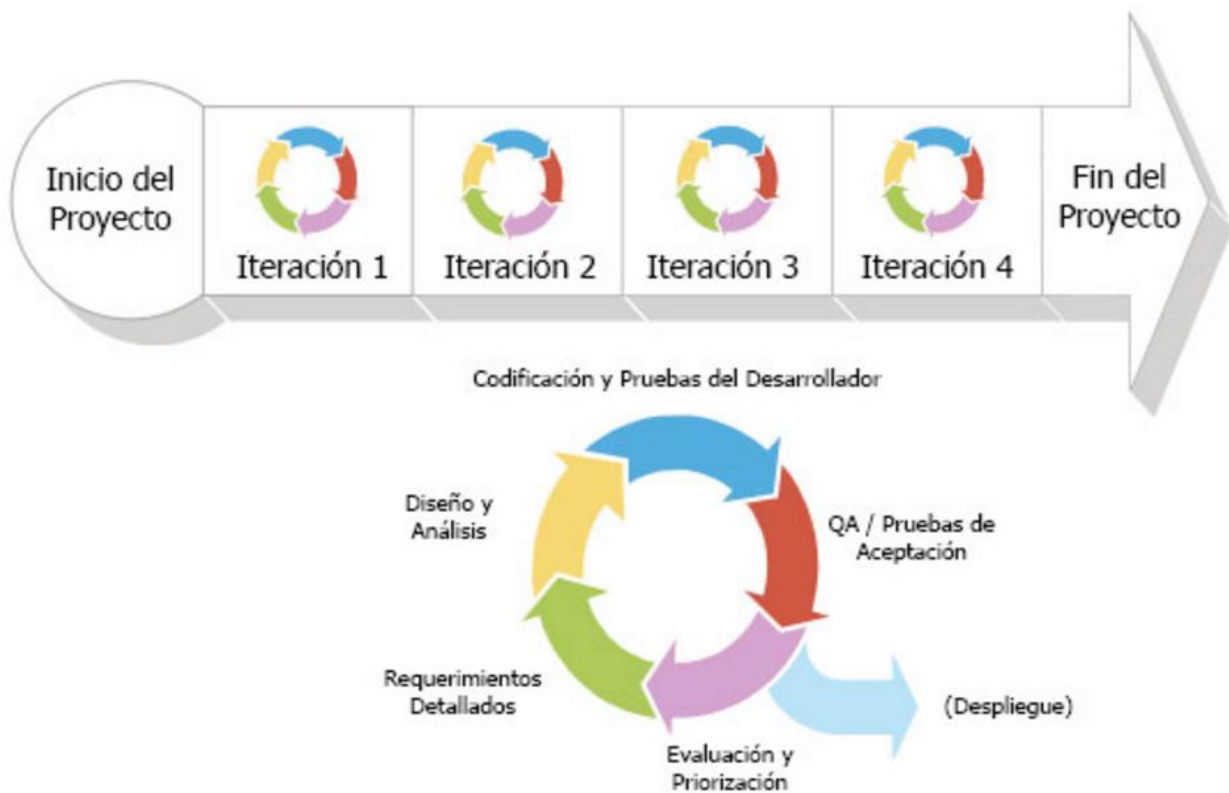 Inicio del
Proyecto
Iteración 1
Iteración 2
Iteración 3
Iteración 4
Fin del
Proyecto
Codificación y Pruebas del Desarrollador
Diseño y
Análisis
QA / Pruebas de
Aceptación
Requerimientos
Detallados
(Despliegue)
Evaluación y
Priorización